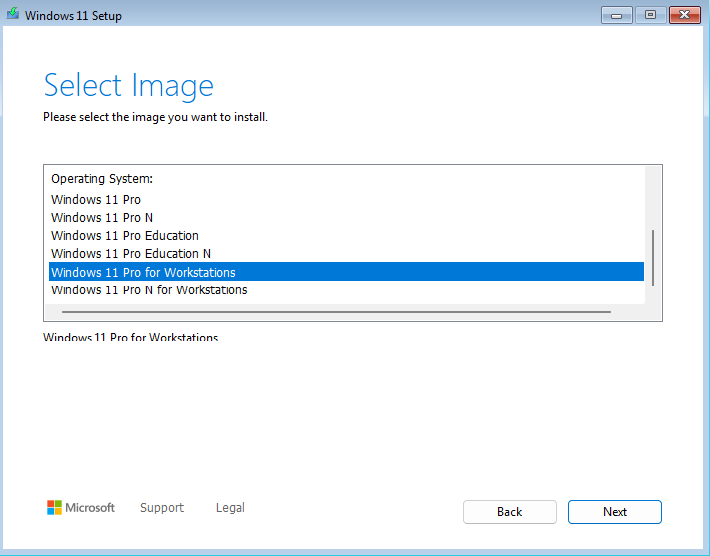 Windows 11 Setup
Select Image
Please select the image you want to install.
Operating System:
Windows 11 Pro
Windows 11 Pro N
Windows 11 Pro Education
Windows 11 Pro Education N
Windows 11 Pro for Workstations
Windows 11 Pro N for Workstations
Windows 11 Pro for Workstations
Microsoft Support Legal Back Next